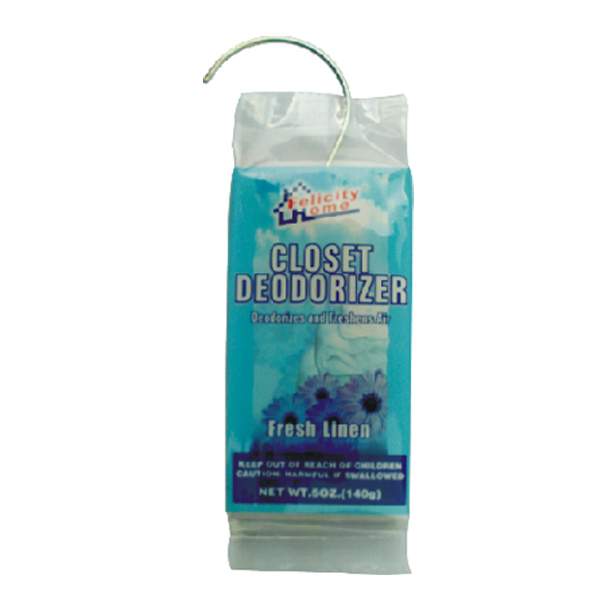 Felicity
Home
CLOSET
DEODORIZER
Deodorizes and Freshens Air
Fresh Linen
KEEP OUT OF REACH OF CHILDREN
CAUTION: HARMFUL IF SWALLOWED
NET WT.5OZ.(140g)